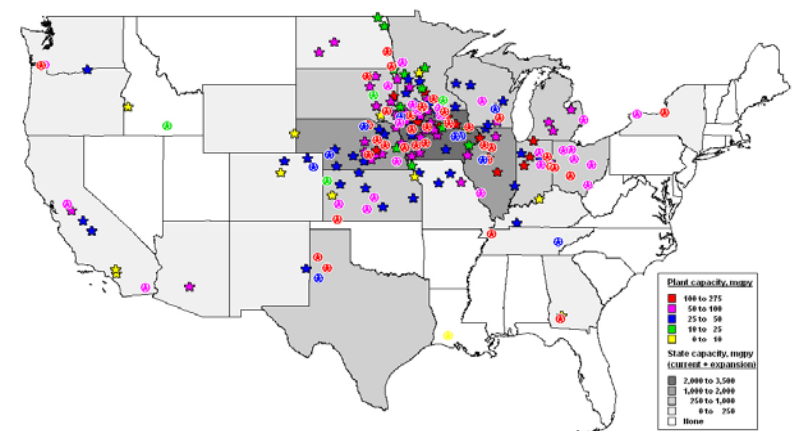 Plant capacity, mgpy
100 to 275
50 to 100
25 to 50
10 to 25
0 to 10
State capacity, mgpy
(current + expansion)
2,000 to 3,500
1,000 to 2,000
250 to 1,000
0 to 250
None